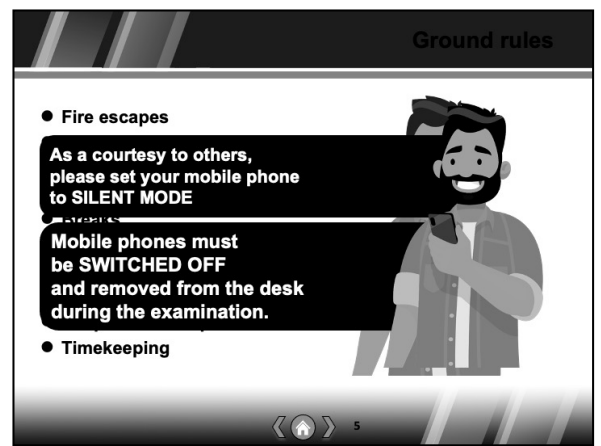 Ground rules
Fire escapes
As a courtesy to others,
please set your mobile phone
to SILENT MODE
Breaks
Mobile phones must
be SWITCHED OFF
and removed from the desk
during the examination.
Timekeeping
5